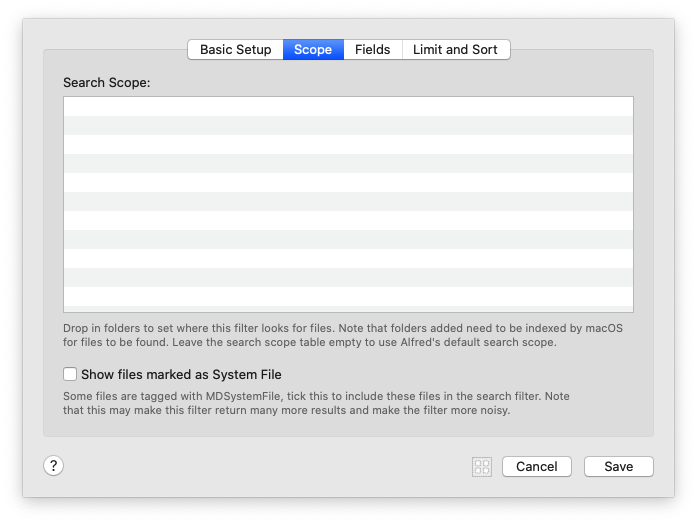 Basic Setup Scope Fields Limit and Sort
Search Scope:
Drop in folders to set where this filter looks for files. Note that folders added need to be indexed by macOS
for files to be found. Leave the search scope table empty to use Alfred's default search scope.
Show files marked as System File
Some files are tagged with MDSystemFile, tick this to include these files in the search filter. Note
that this may make this filter return many more results and make the filter more noisy.
? Cancel Save